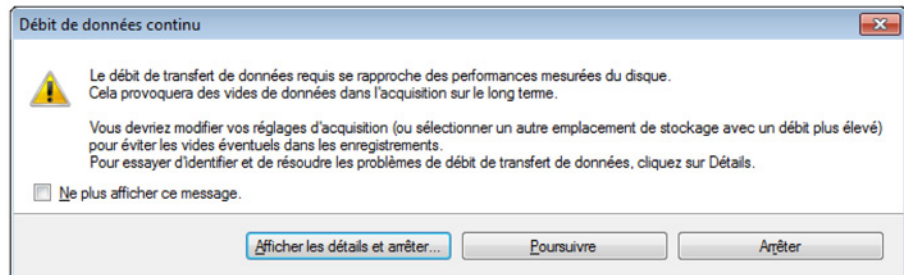 Débit de données continu
Le débit de transfert de données requis se rapproche des performances mesurées du disque.
Cela provoquera des vides de données dans l'acquisition sur le long terme.
Vous devriez modifier vos réglages d'acquisition (ou sélectionner un autre emplacement de stockage avec un débit plus élevé)
pour éviter les vides éventuels dans les enregistrements.
Pour essayer d'identifier et de résoudre les problèmes de débit de transfert de données, cliquez sur Détails.
Ne plus afficher ce message.
Afficher les détails et arrêter... Poursuivre Arrêter